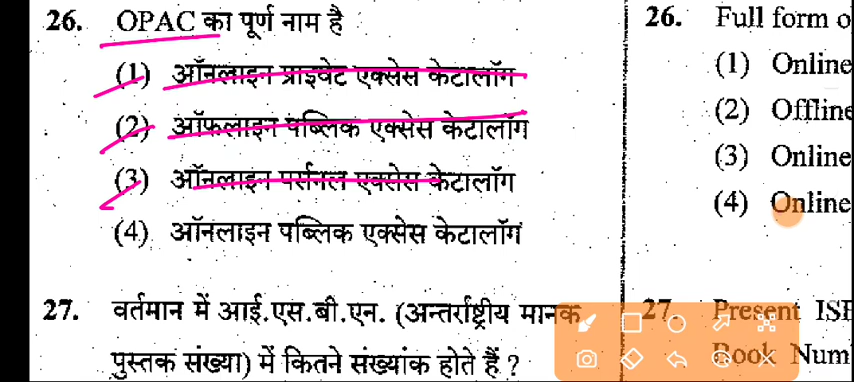 26. OPAC का पूर्ण नाम है
(1) ऑनलाइन प्राइवेट एक्सेस केटालॉग
(2) ऑफलाइन पब्लिक एक्सेस केटालॉग
(3) ऑनलाइन पर्सनल एक्सेस केटालॉग
(4) ऑनलाइन पब्लिक एक्सेस केटालॉग
27. वर्तमान में आई.एस.बी.एन. (अन्तर्राष्ट्रीय मानक
पुस्तक संख्या) में कितने संख्यांक होते हैं ?
26. Full form o
(1) Online
(2) Offline
(3) Online
(4) Online
27. Present
Book Num